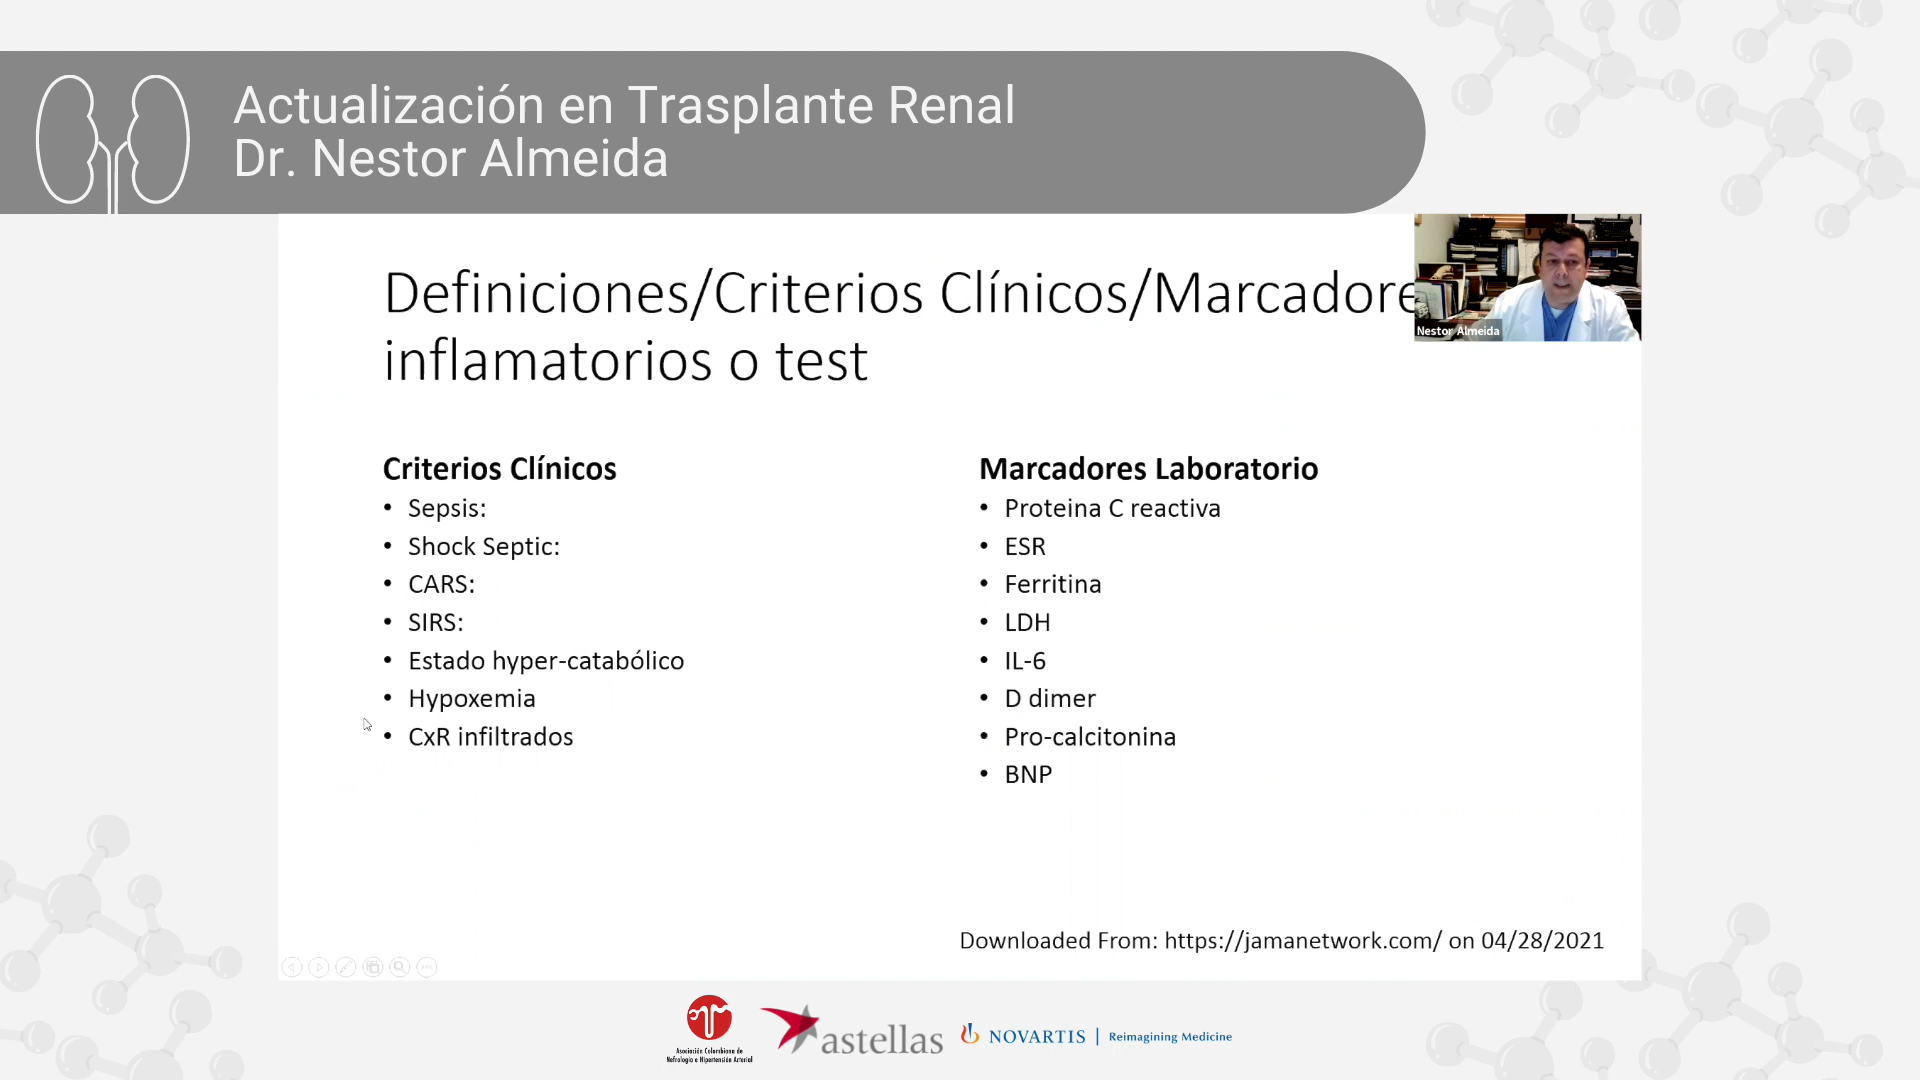 Actualización en Trasplante Renal
Dr. Nestor Almeida
Definiciones/Criterios Clínicos/Marcadore
inflamatorios o test
Nestor Almeida
Criterios Clínicos
• Sepsis:
• Shock Septic:
• CARS:
• SIRS:
• Estado hyper-catabólico
• Hypoxemia
• CxR infiltrados
Marcadores Laboratorio
• Proteina C reactiva
• ESR
• Ferritina
• LDH
• IL-6
• D dimer
• Pro-calcitonina
• BNP
Downloaded From: https://jamanetwork.com/ on 04/28/2021
Asociación Colombiana de
Nefrología e Hipertensión Arterial
astellas
NOVARTIS | Reimagining Medicine